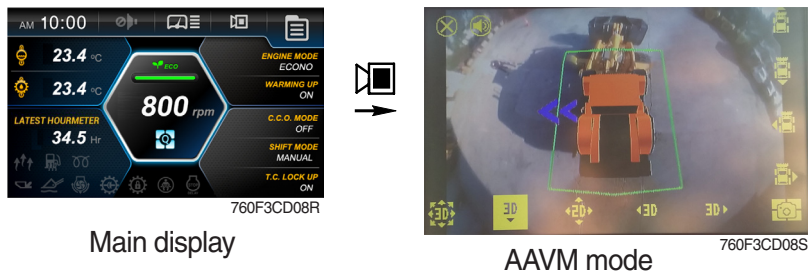 AM 10:00
23.4 ℃
23.4 ℃
LATEST HOURMETER
34.5 Hr
ECO
800 rpm
ENGINE MODE
ECONO
WARMING UP
ON
C.C.O. MODE
OFF
SHIFT MODE
MANUAL
T.C. LOCK UP
ON
760F3CD08R
Main display
3D
3D
2D
3D
3D
760F3CD08S
AAVM mode